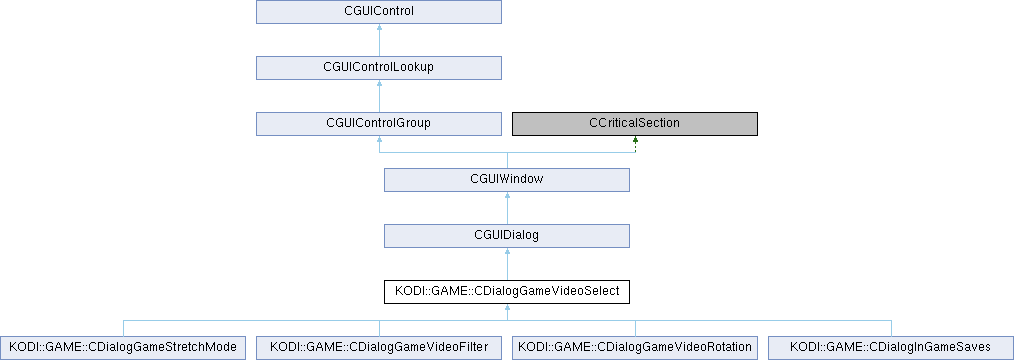 CGUIControl
CGUIControlLookup
CGUIControlGroup
CCriticalSection
CGUIWindow
CGUIDialog
KODI::GAME::CDialogGameVideoSelect
KODI::GAME::CDialogGameStretchMode
KODI::GAME::CDialogGameVideoFilter
KODI::GAME::CDialogGameVideoRotation
KODI::GAME::CDialogInGameSaves